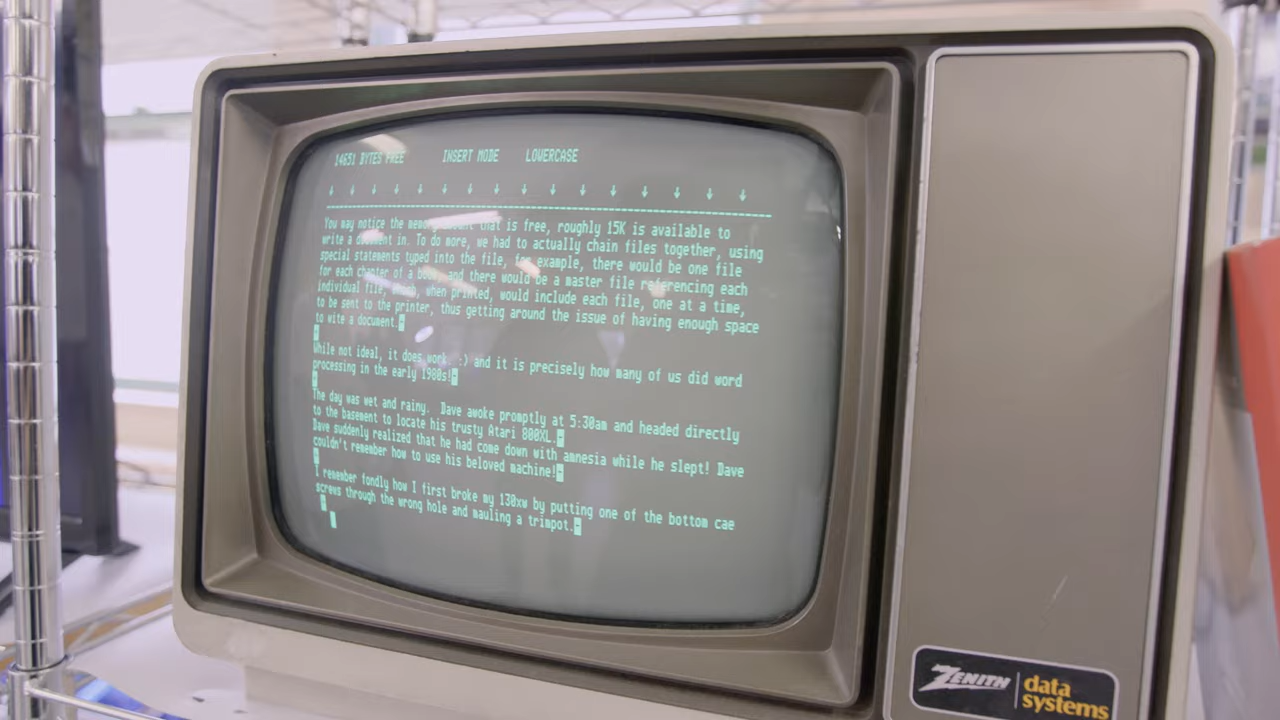 14651 BYTES FREE INSERT MODE LOWERCASE
You may notice the memory amount that is free, roughly 15K is available to
write a document in. To do more, we had to actually chain files together, using
special statements typed into the file, for example, there would be one file
for each chapter of a book, and there would be a master file referencing each
individual file, which, when printed, would include each file, one at a time,
to be sent to the printer, thus getting around the issue of having enough space
to wite a document.
While not ideal, it does work. :) and it is precisely how many of us did word
processing in the early 1980s!
The day was wet and rainy. Dave awoke promptly at 5:30am and headed directly
to the basement to locate his trusty Atari 800XL.
Dave suddenly realized that he had come down with amnesia while he slept! Dave
couldn't remember how to use his beloved machine!
I remember fondly how I first broke my 130xw by putting one of the bottom cae
screws through the wrong hole and mauling a trimpot.
ZENITH data
systems